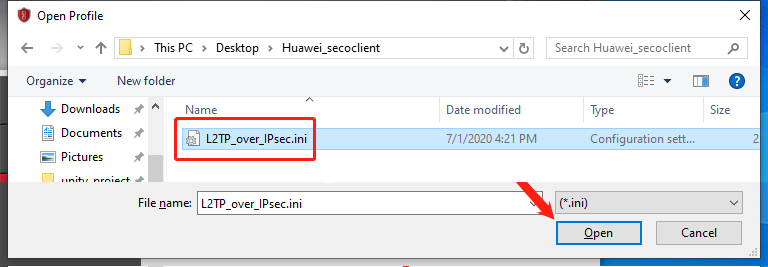 Open Profile
This PC > Desktop > Huawei_secoclient
Search Huawei_secoclient
Organize
New folder
Name
Date modified
Type
Size
Downloads
Documents
Pictures
unity_project
L2TP_over_IPsec.ini
7/1/2020 4:21 PM
Configuration sett...
2
File name:
L2TP_over_IPsec.ini
(*.ini)
Open
Cancel